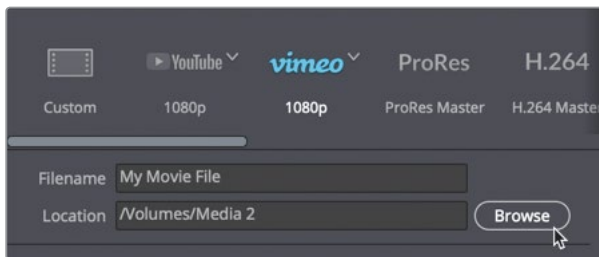 YouTube vimeo ProRes H.264
Custom 1080p 1080p ProRes Master H.264 Maste
Filename My Movie File
Location /Volumes/Media 2 Browse